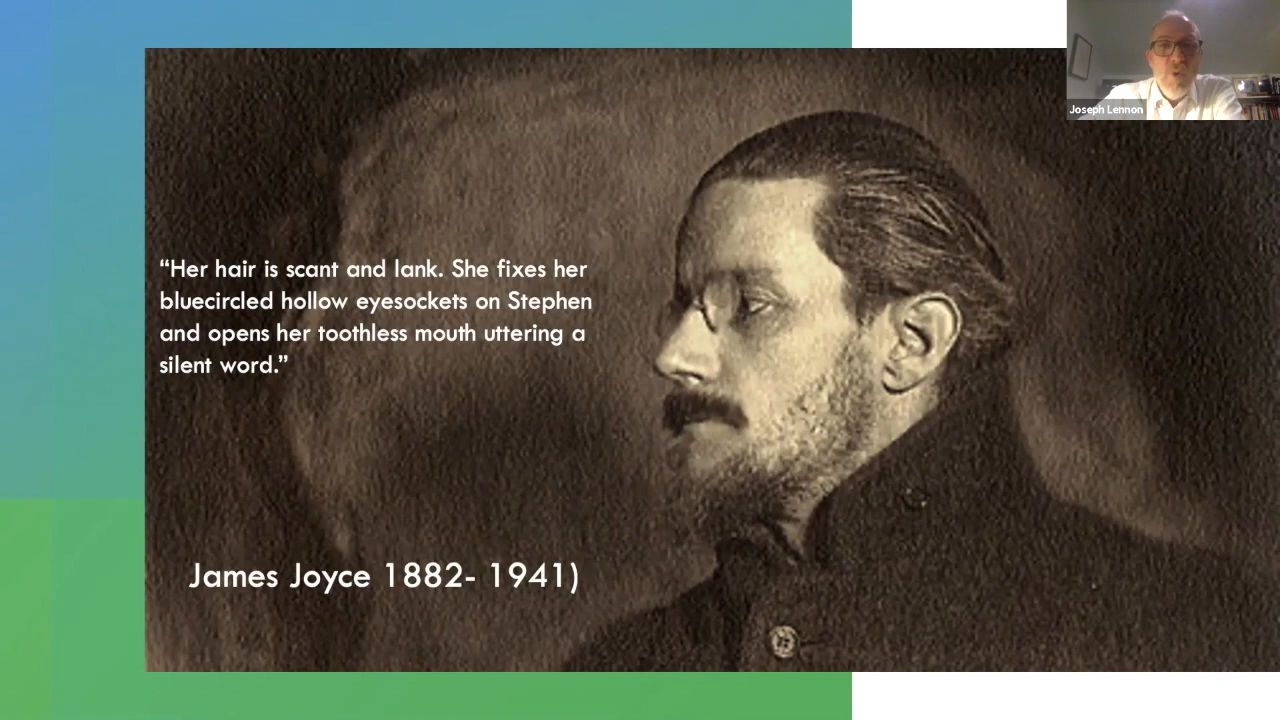 Joseph Lennon
“Her hair is scant and lank. She fixes her
bluecircled hollow eyesockets on Stephen
and opens her toothless mouth uttering a
silent word.”
James Joyce 1882- 1941)